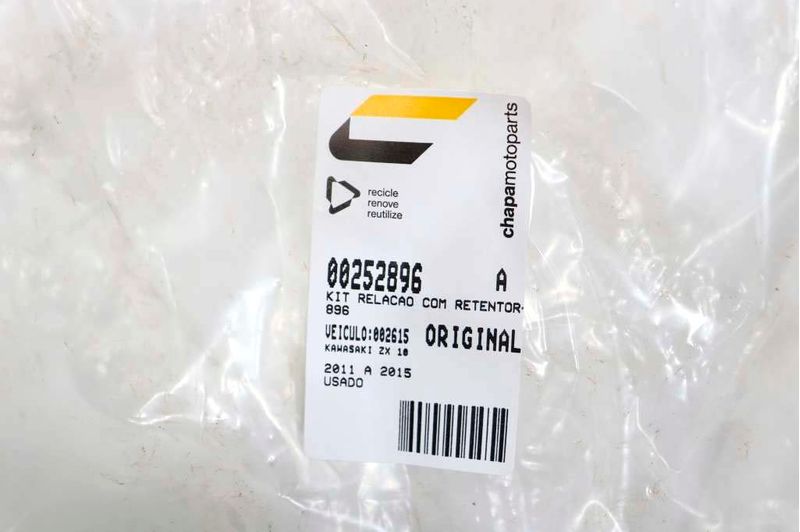 chapamotoparts
recicle
renove
reutilize
00252896 A
KIT RELACAO COM RETENTOR-
896
VEICULO:002615 ORIGINAL
KAWASAKI ZX 10
2011 A 2015
USADO